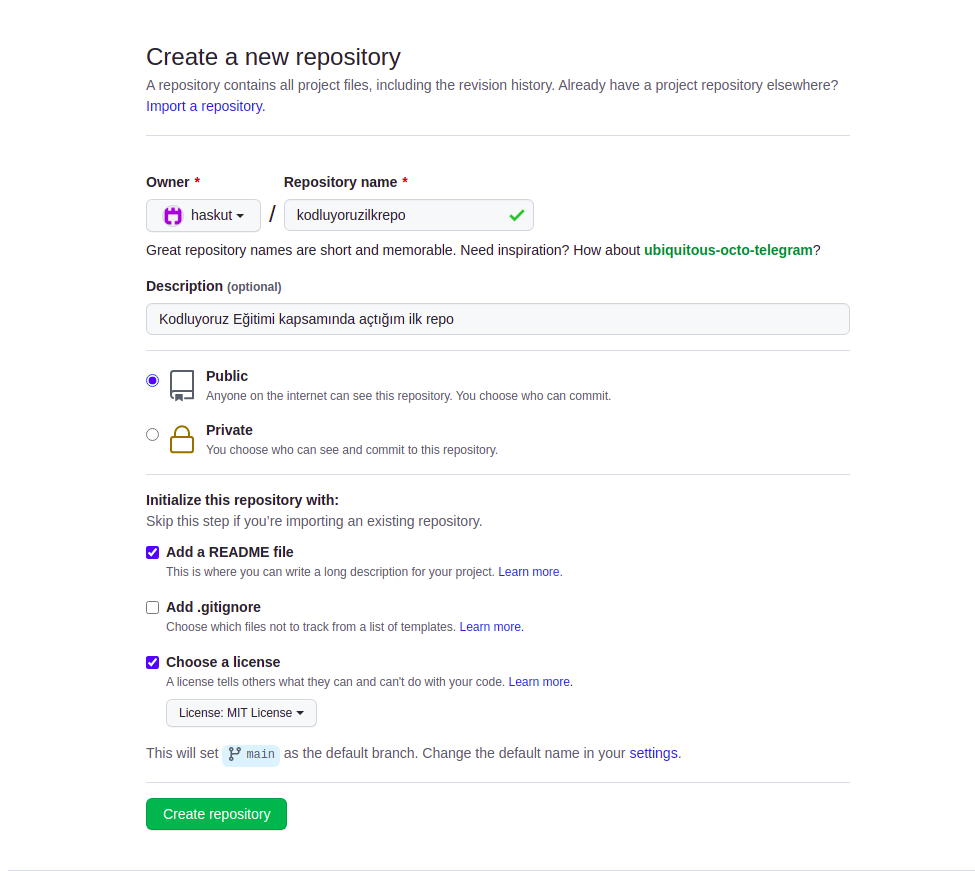 Create a new repository
A repository contains all project files, including the revision history. Already have a project repository elsewhere?
Import a repository.
Owner * Repository name *
haskut / kodluyoruzilkrepo
Great repository names are short and memorable. Need inspiration? How about ubiquitous-octo-telegram?
Description (optional)
Kodluyoruz Eğitimi kapsamında açtığım ilk repo
Public
Anyone on the internet can see this repository. You choose who can commit.
Private
You choose who can see and commit to this repository.
Initialize this repository with:
Skip this step if you're importing an existing repository.
Add a README file
This is where you can write a long description for your project. Learn more.
Add .gitignore
Choose which files not to track from a list of templates. Learn more.
Choose a license
A license tells others what they can and can't do with your code. Learn more.
License: MIT License
This will set main as the default branch. Change the default name in your settings.
Create repository